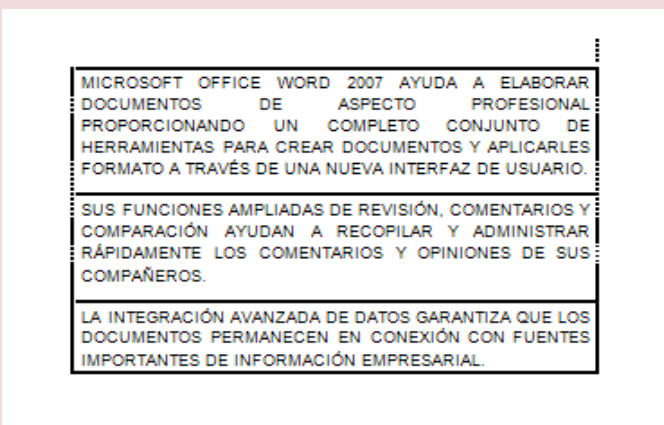 MICROSOFT OFFICE WORD 2007 AYUDA A ELABORAR
DOCUMENTOS DE ASPECTO PROFESIONAL
PROPORCIONANDO UN COMPLETO CONJUNTO DE
HERRAMIENTAS PARA CREAR DOCUMENTOS Y APLICARLES
FORMATO A TRAVÉS DE UNA NUEVA INTERFAZ DE USUARIO.
SUS FUNCIONES AMPLIADAS DE REVISIÓN, COMENTARIOS Y
COMPARACIÓN AYUDAN A RECOPILAR Y ADMINISTRAR
RÁPIDAMENTE LOS COMENTARIOS Y OPINIONES DE SUS
COMPAÑEROS.
LA INTEGRACIÓN AVANZADA DE DATOS GARANTIZA QUE LOS
DOCUMENTOS PERMANECEN EN CONEXIÓN CON FUENTES
IMPORTANTES DE INFORMACIÓN EMPRESARIAL.